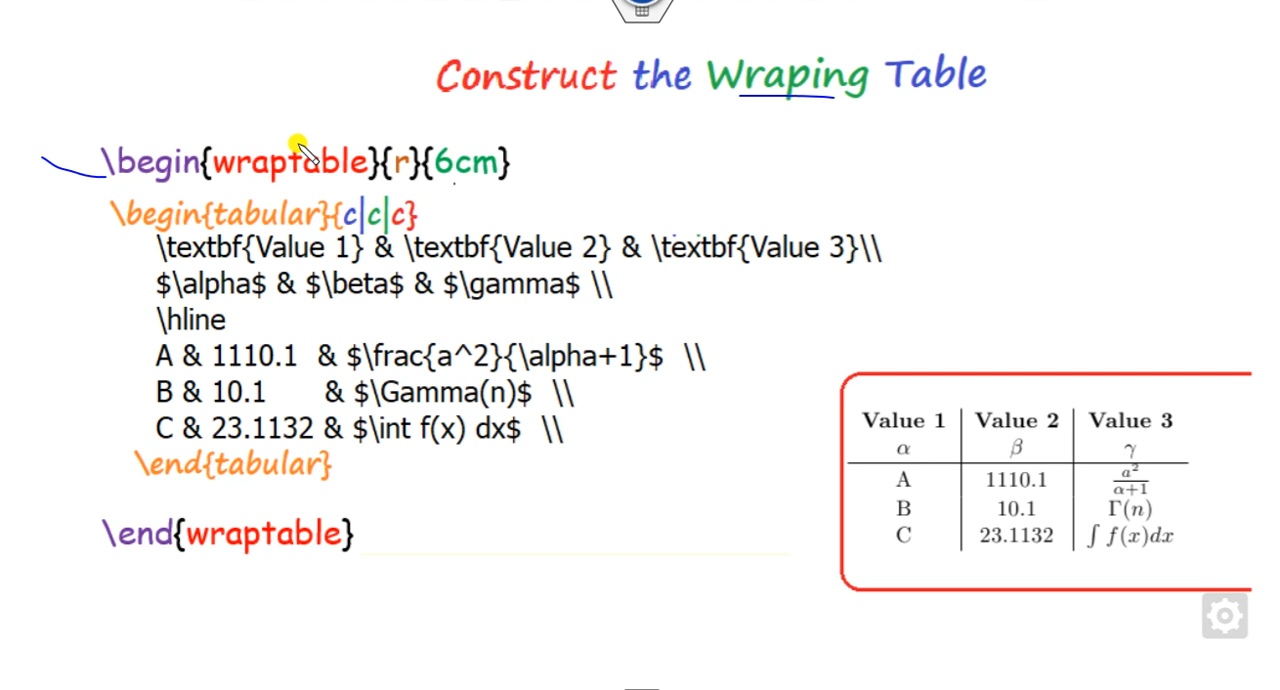 Construct the Wraping Table
\begin{wraptable}{r}{6cm}
\begin{tabular}{c|c|c}
\textbf{Value 1} & \textbf{Value 2} & \textbf{Value 3}\\
$\alpha$ & $\beta$ & $\gamma$ \\
\hline
A & 1110.1 & $\frac{a^2}{\alpha+1}$ \\
B & 10.1 & $\Gamma(n)$ \\
C & 23.1132 & $\int f(x) dx$ \\
\end{tabular}
\end{wraptable}
Value 1 Value 2 Value 3
α β γ
A 1110.1 a²/α+1
B 10.1 Γ(n)
C 23.1132 ∫ f(x)dx